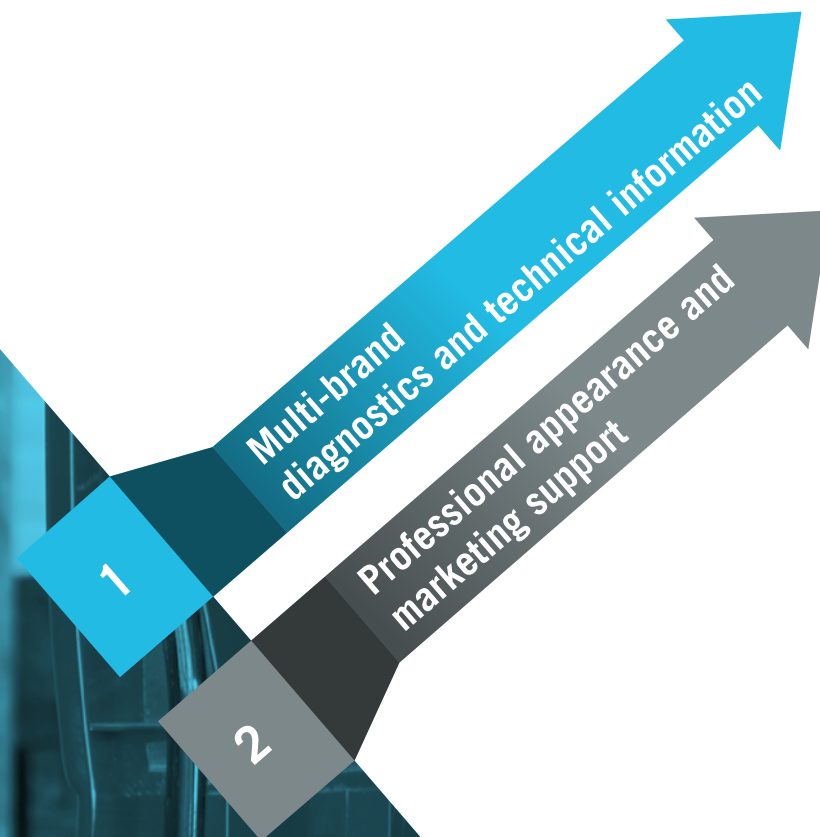 1
Multi-brand
diagnostics and technical information
2
Professional appearance and
marketing support